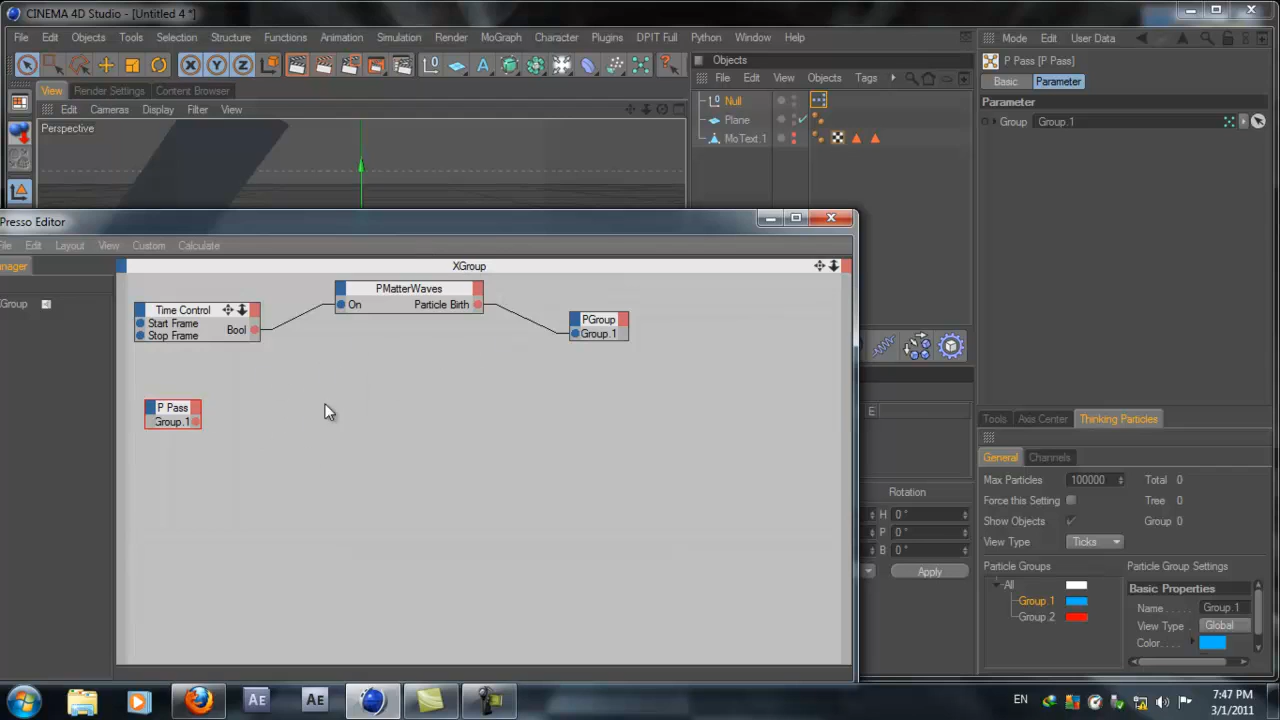 CINEMA 4D Studio - [Untitled 4 *]
File Edit Objects Tools Selection Structure Functions Animation Simulation Render MoGraph Character Plugins DPIT Full Python Window Help
View Render Settings Content Browser
Edit Cameras Display Filter View
Perspective
Objects
File Edit View Objects Tags
Null
Plane
MoText.1
Mode Edit User Data
P Pass [P Pass]
Basic Parameter
Parameter
Group Group.1
Presso Editor
Edit Layout View Custom Calculate
XGroup
Time Control
Start Frame
Stop Frame
Bool
PMatterWaves
On Particle Birth
PGroup
Group.1
P Pass
Group.1
E
Rotation
H 0 °
P 0 °
B 0 °
Apply
Tools Axis Center Thinking Particles
General Channels
Max Particles 100000 Total 0
Force this Setting Tree 0
Show Objects Group 0
View Type Ticks
Particle Groups
All
Group.1
Group.2
Particle Group Settings
Basic Properties
Name Group.1
View Type Global
Color
AE AE
EN
7:47 PM
3/1/2011